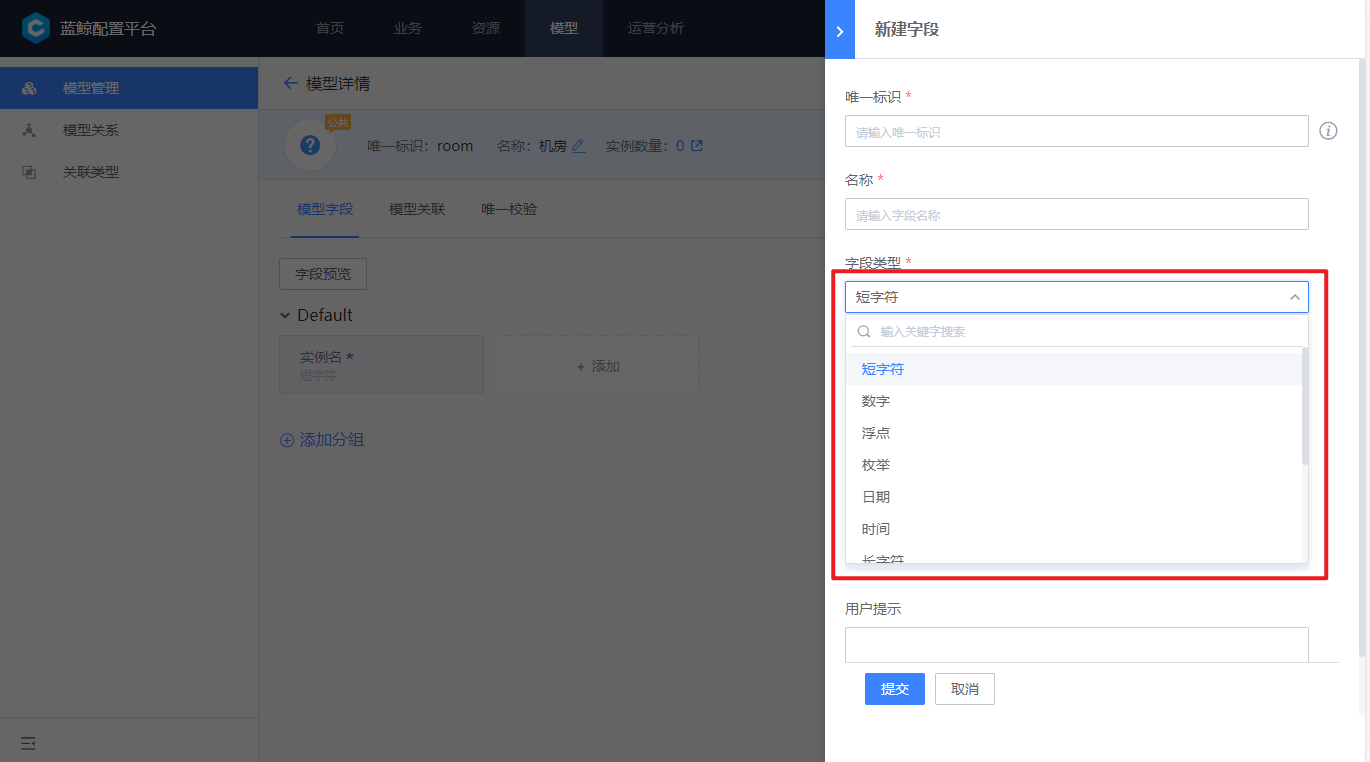 蓝鲸配置平台
首页 业务 资源 模型 运营分析
模型管理
模型关系
关联类型
模型详情
公共
唯一标识：room 名称：机房 实例数量：0
模型字段 模型关联 唯一校验
字段预览
Default
实例名 *
短字符
+ 添加
添加分组
新建字段
唯一标识 *
请输入唯一标识
名称 *
请输入字段名称
字段类型 *
短字符
输入关键字搜索
短字符
数字
浮点
枚举
日期
时间
长字符
用户提示
提交 取消